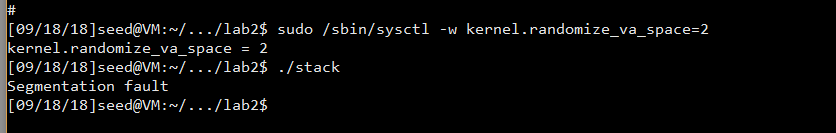 #
[09/18/18]seed@VM:~/.../lab2$ sudo /sbin/sysctl -w kernel.randomize_va_space=2
kernel.randomize_va_space = 2
[09/18/18]seed@VM:~/.../lab2$ ./stack
Segmentation fault
[09/18/18]seed@VM:~/.../lab2$